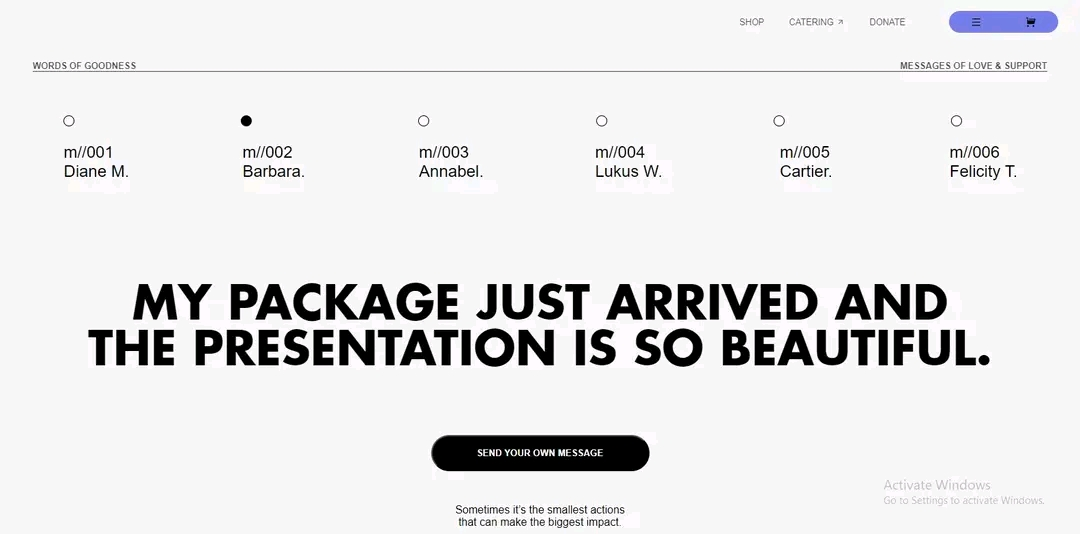 SHOP CATERING ↗ DONATE
WORDS OF GOODNESS MESSAGES OF LOVE & SUPPORT
m//001 m//002 m//003 m//004 m//005 m//006
Diane M. Barbara. Annabel. Lukus W. Cartier. Felicity T.
MY PACKAGE JUST ARRIVED AND
THE PRESENTATION IS SO BEAUTIFUL.
SEND YOUR OWN MESSAGE
Activate Windows
Go to Settings to activate Windows.
Sometimes it's the smallest actions
that can make the biggest impact.